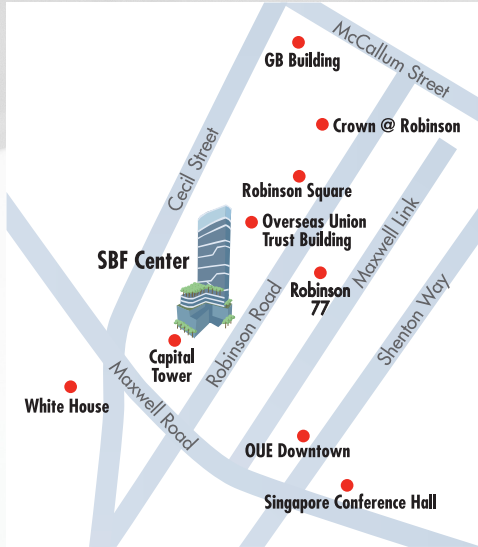 McCallum Street
GB Building
Crown @ Robinson
Cecil Street
Robinson Square
Maxwell Link
Overseas Union
Trust Building
SBF Center
Robinson
77
Robinson Road
Shenton Way
Capital
Tower
White House
Maxwell Road
OUE Downtown
Singapore Conference Hall